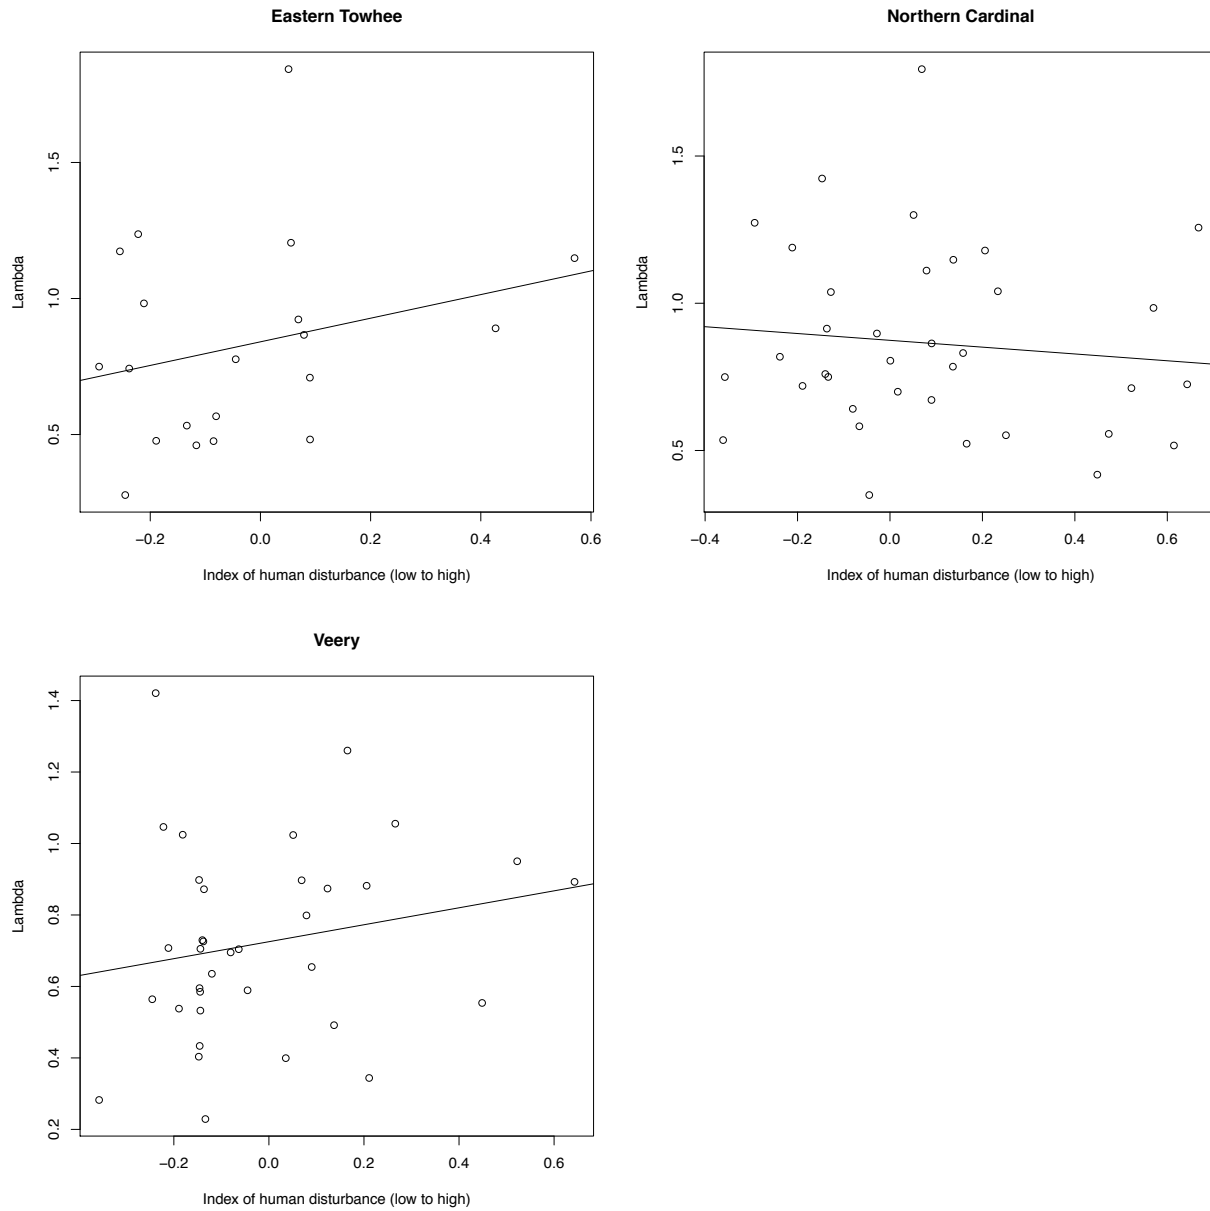 Eastern Towhee
Lambda
1.5
1.0
0.5
−0.2 0.0 0.2 0.4 0.6
Index of human disturbance (low to high)
Northern Cardinal
Lambda
1.5
1.0
0.5
−0.4 −0.2 0.0 0.2 0.4 0.6
Index of human disturbance (low to high)
Veery
Lambda
1.4
1.2
1.0
0.8
0.6
0.4
0.2
−0.2 0.0 0.2 0.4 0.6
Index of human disturbance (low to high)